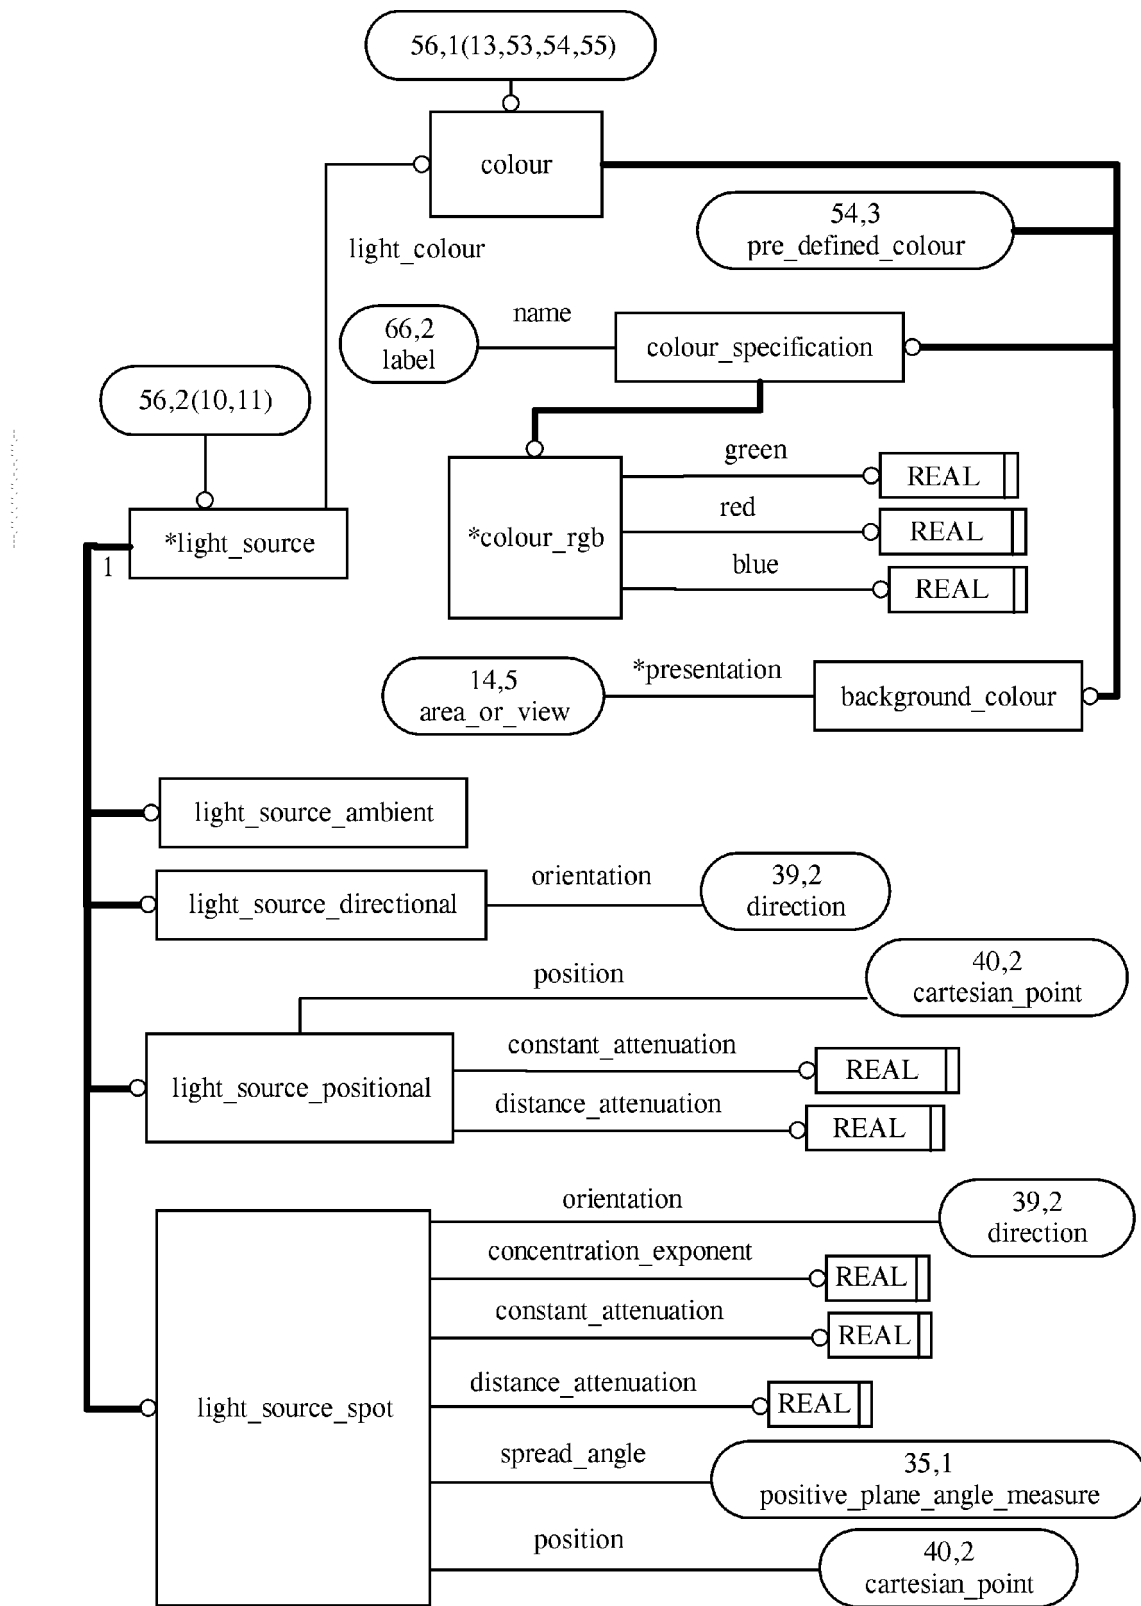 56,1(13,53,54,55)
colour
54,3
pre_defined_colour
light_colour
name
66,2
label
colour_specification
56,2(10,11)
green
REAL
red
*colour_rgb
REAL
*light_source
1
blue
REAL
*presentation
14,5
area_or_view
background_colour
light_source_ambient
orientation
39,2
direction
light_source_directional
position
40,2
cartesian_point
constant_attenuation
REAL
light_source_positional
distance_attenuation
REAL
orientation
39,2
direction
concentration_exponent
REAL
constant_attenuation
REAL
distance_attenuation
REAL
light_source_spot
spread_angle
35,1
positive_plane_angle_measure
position
40,2
cartesian_point